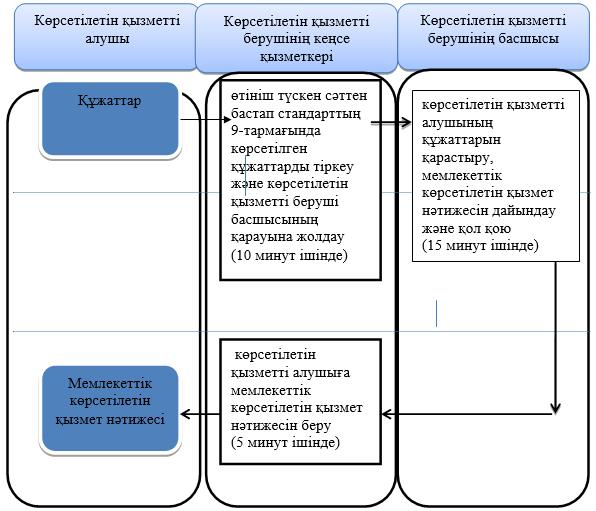 Көрсетілетін қызметті
алушы
Көрсетілетін қызметті
берушінің кеңсе
қызметкері
Көрсетілетін қызметті
берушінің басшысы
Құжаттар
өтініш түскен сәттен
бастап стандарттың
9-тармағында
көрсетілген
құжаттарды тіркеу
және көрсетілетін
қызметті беруші
басшысының
қарауына жолдау
(10 минут ішінде)
көрсетілетін қызметті
алушының
құжаттарын
қарастыру,
мемлекеттік
көрсетілетін қызмет
нәтижесін дайындау
және қол қою
(15 минут ішінде)
көрсетілетін
қызметті алушыға
мемлекеттік
көрсетілетін қызмет
нәтижесін беру
(5 минут ішінде)
Мемлекеттік
көрсетілетін
қызмет нәтижесі